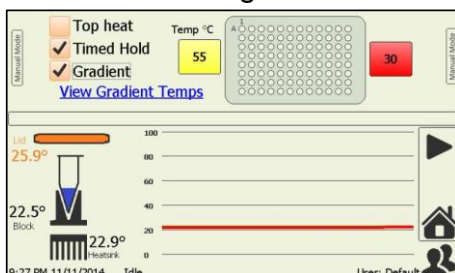 Top heat
Timed Hold
Gradient
View Gradient Temps
Manual Mode
Temp °C
55
1
A
30
Manual Mode
Lid
25.9°
22.5°
Block
22.9°
Heatsink
100
80
60
40
20
0
9:27 PM 11/11/2014 Idle
User: Default